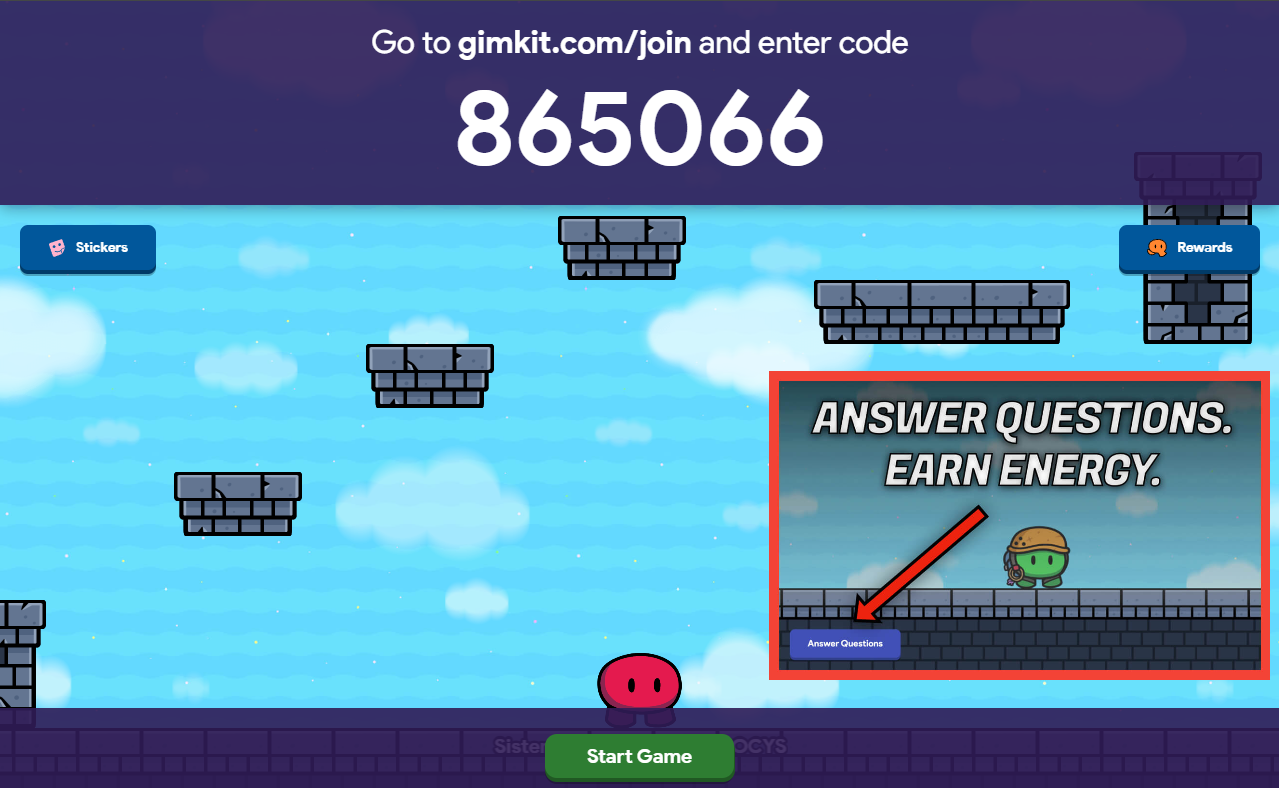 Go to gimkit.com/join and enter code
865066
Stickers
Rewards
ANSWER QUESTIONS.
EARN ENERGY.
Answer Questions
Start Game